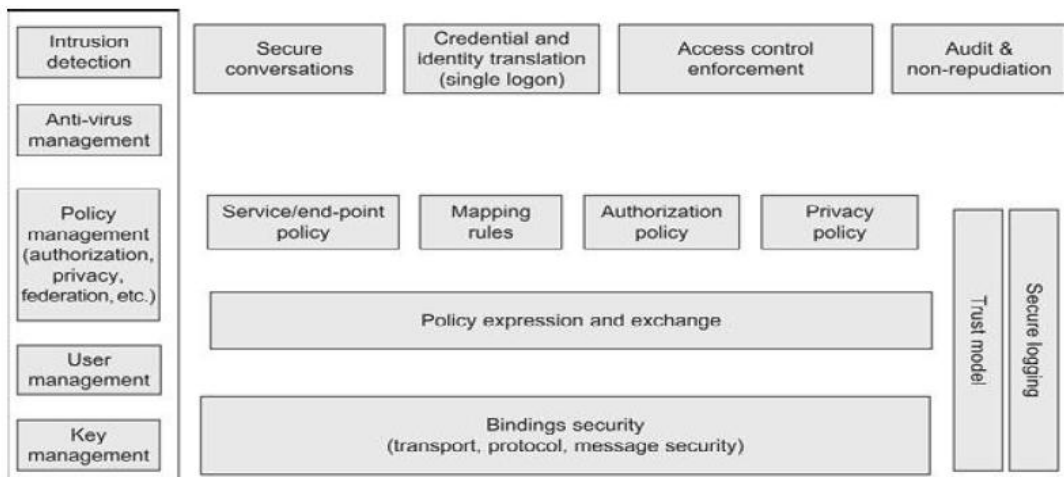 Intrusion
detection
Anti-virus
management
Policy
management
(authorization,
privacy,
federation, etc.)
User
management
Key
management
Secure
conversations
Credential and
identity translation
(single logon)
Access control
enforcement
Audit &
non-repudiation
Service/end-point
policy
Mapping
rules
Authorization
policy
Privacy
policy
Policy expression and exchange
Bindings security
(transport, protocol, message security)
Trust model
Secure logging